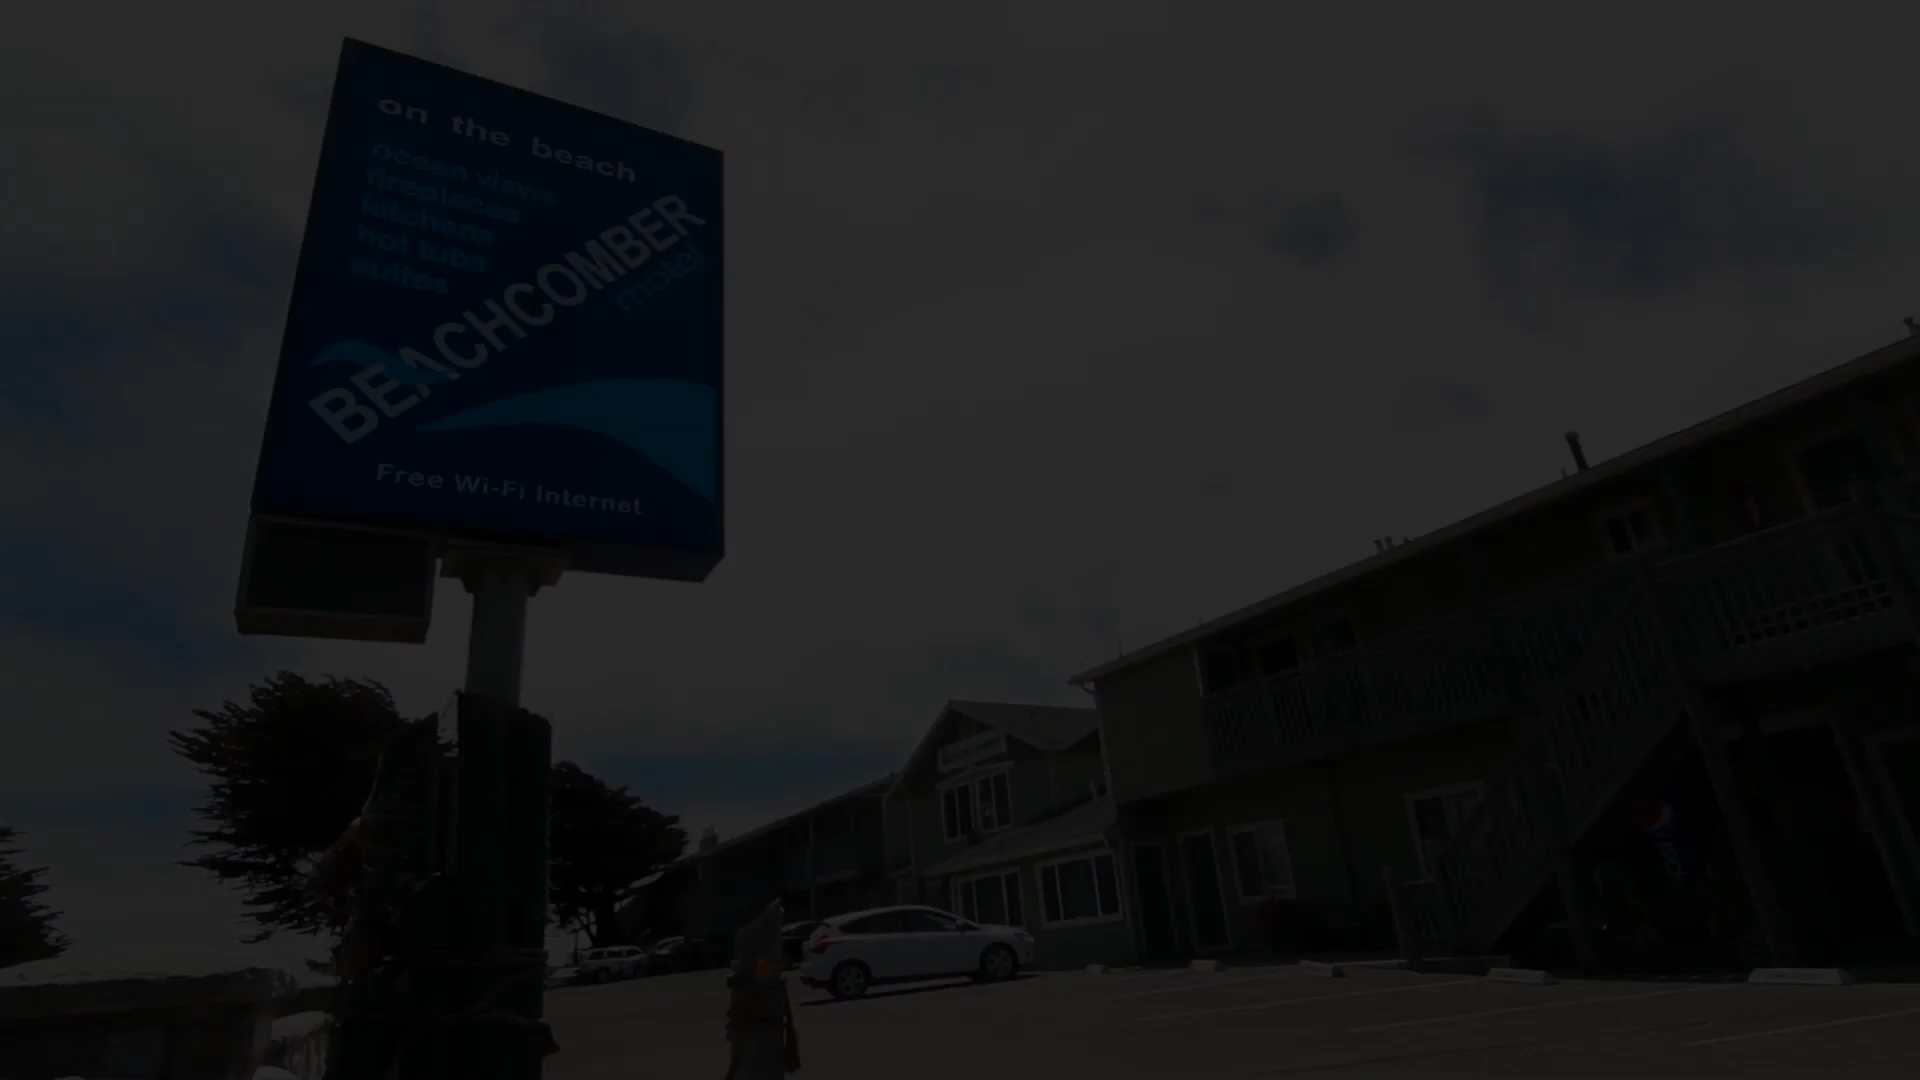 on the beach
ocean views
fireplaces
kitchens
hot tubs
suites
BEACHCOMBER
motel
Free Wi-Fi Internet